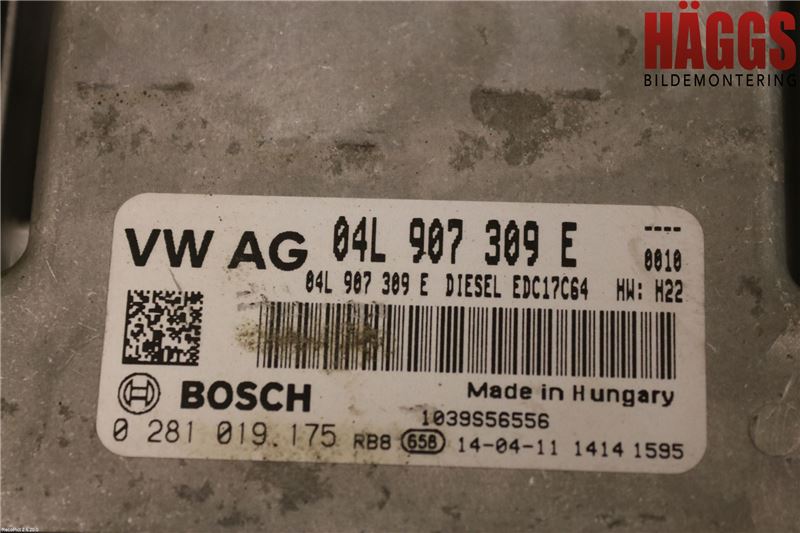 HÄGGS
BILDEMONTERING
VW AG 04L 907 309 E ----
0010
04L 907 309 E DIESEL EDC17C64 HW: H22
BOSCH Made in Hungary
1039S56556
0 281 019.175 RB8 658 14-04-11 1414 1595